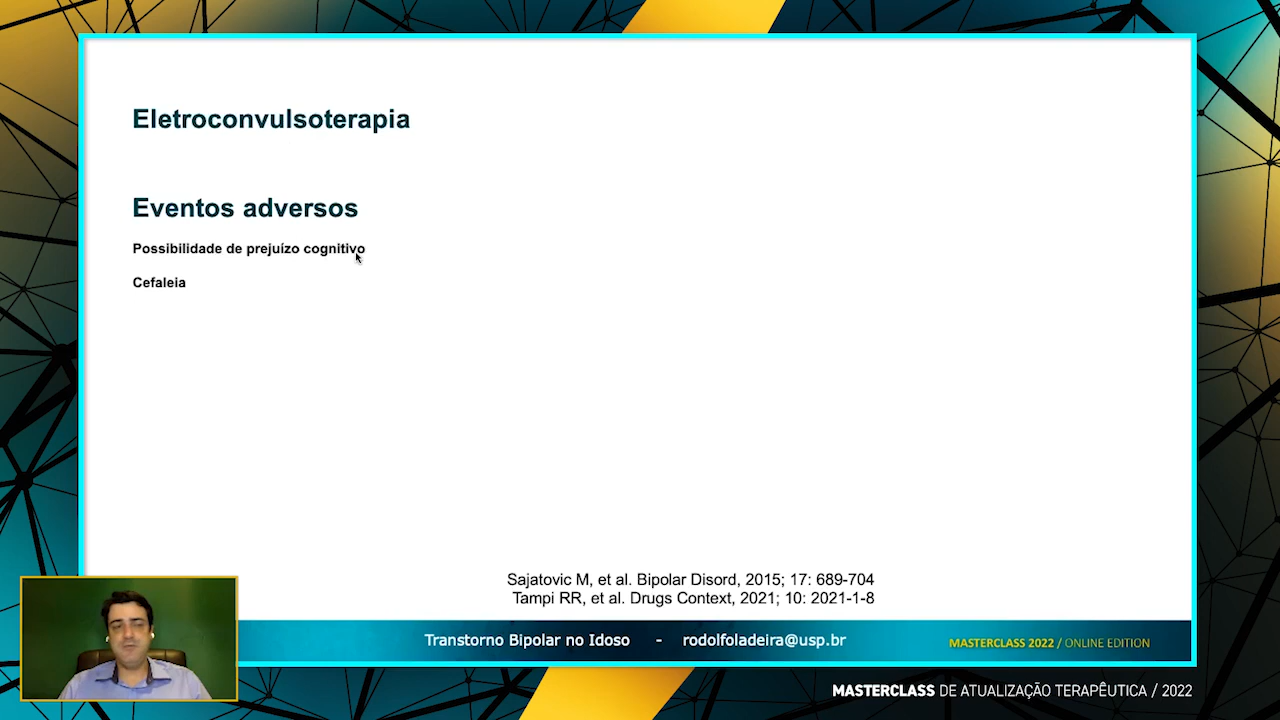 Eletroconvulsoterapia
Eventos adversos
Possibilidade de prejuízo cognitivo
Cefaleia
Sajatovic M, et al. Bipolar Disord, 2015; 17: 689-704
Tampi RR, et al. Drugs Context, 2021; 10: 2021-1-8
Transtorno Bipolar no Idoso - rodolfoladeira@usp.br
MASTERCLASS 2022 / ONLINE EDITION
MASTERCLASS DE ATUALIZAÇÃO TERAPÊUTICA / 2022